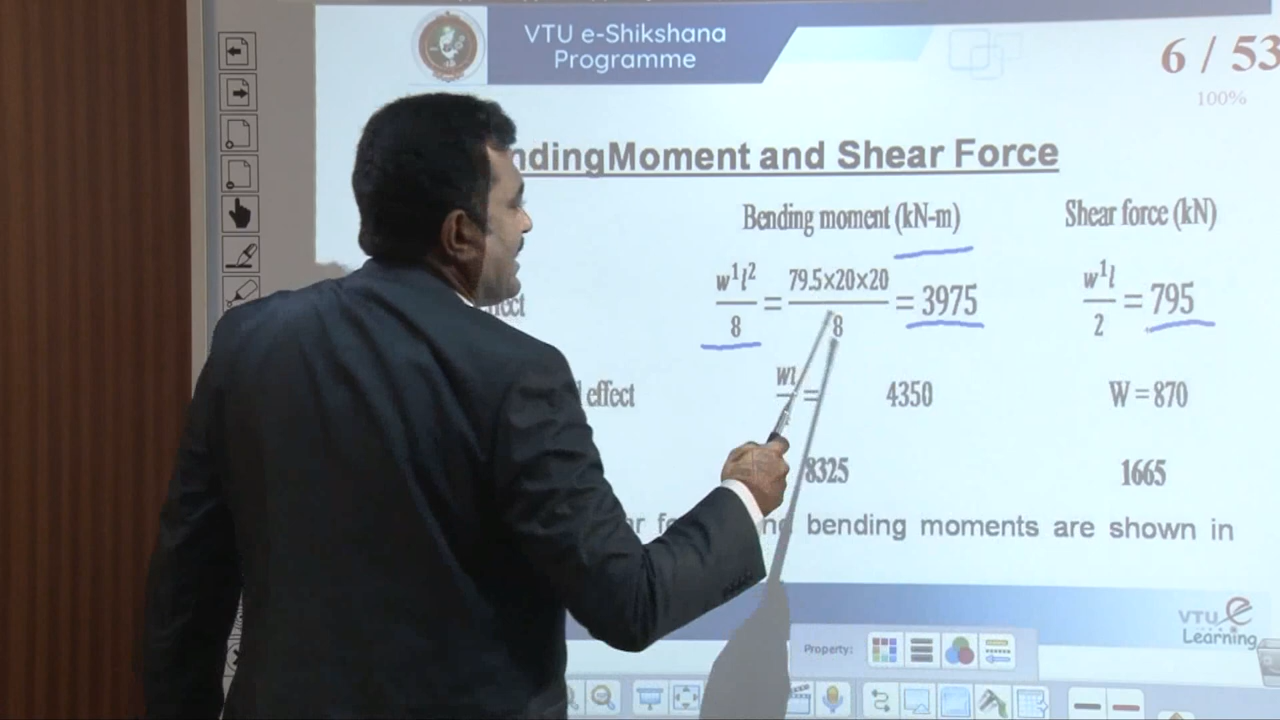 VTU e-Shikshana
Programme
6 / 53
100%
Moment and Shear Force
Bending moment (kN-m) Shear force (kN)
w¹l²/8 = 79.5×20×20/8 = 3975 w¹l/2 = 795
effect 4350 W = 870
8325 1665
bending moments are shown in
VTU e
Learning
Property: